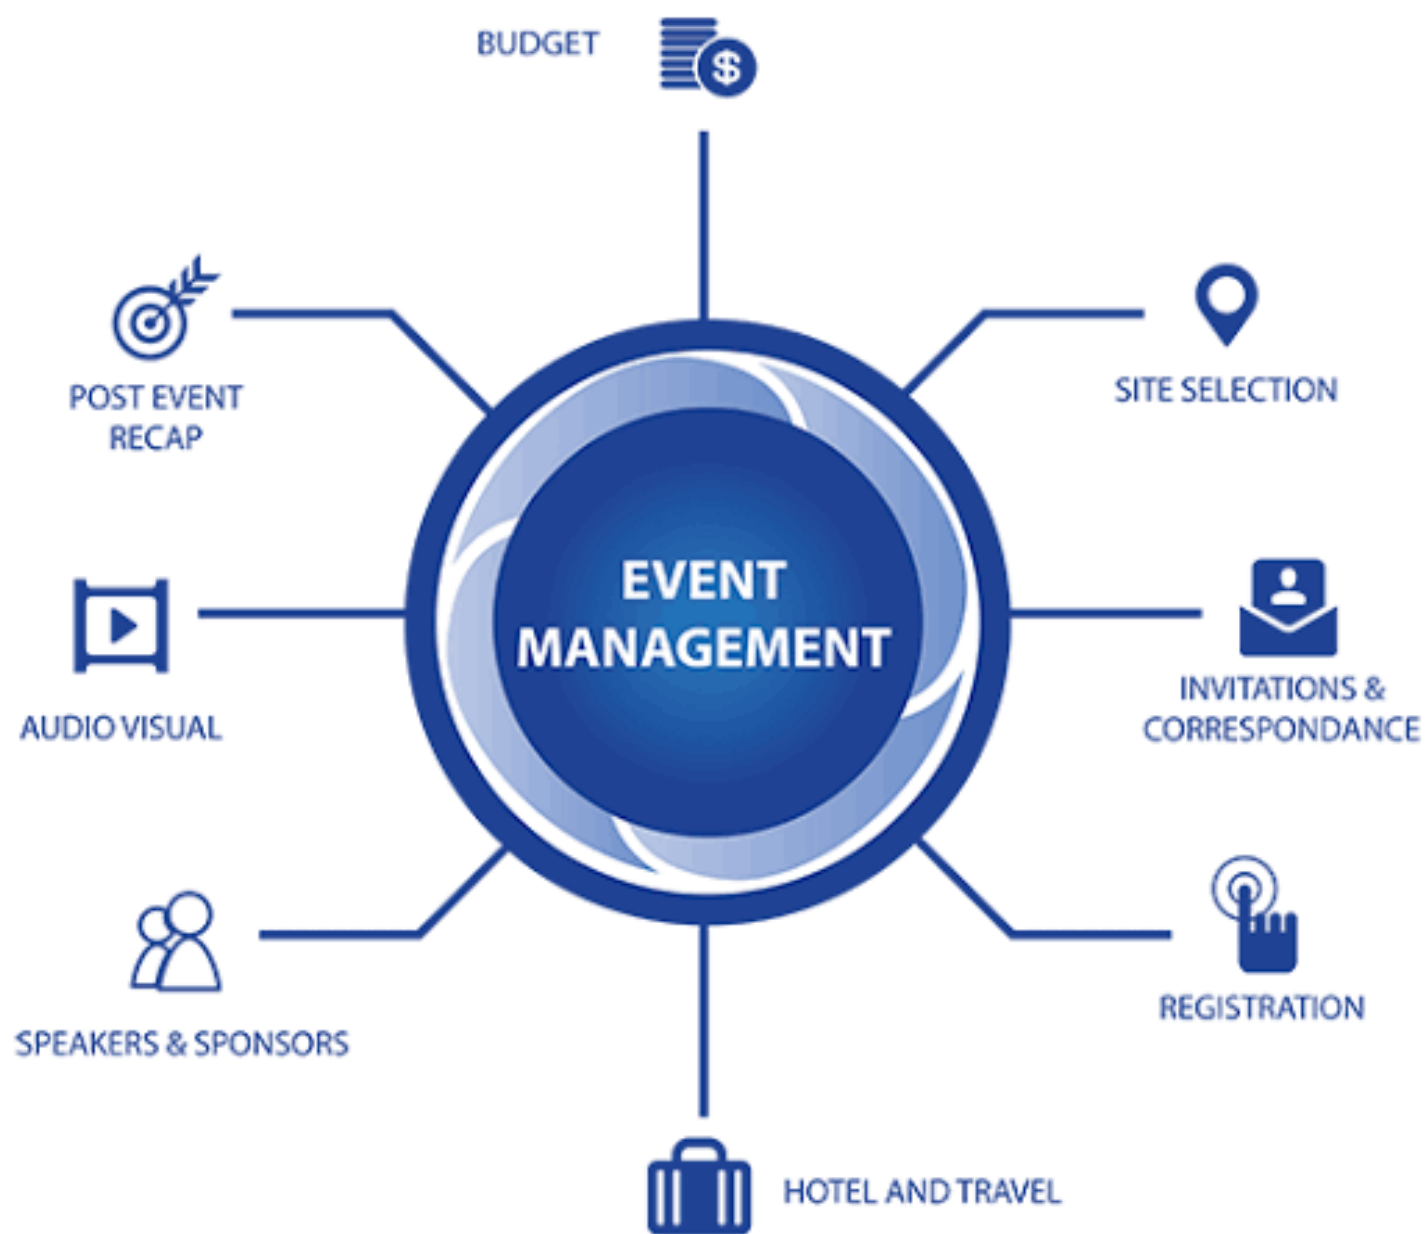 BUDGET
$
POST EVENT
RECAP
SITE SELECTION
EVENT
MANAGEMENT
AUDIO VISUAL
INVITATIONS &
CORRESPONDANCE
SPEAKERS & SPONSORS
REGISTRATION
HOTEL AND TRAVEL